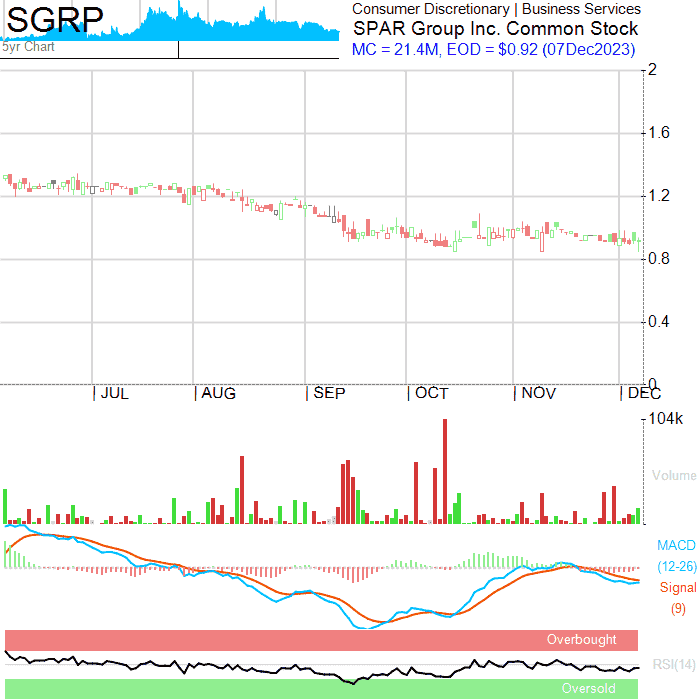 SGRP
5yr Chart
Consumer Discretionary | Business Services
SPAR Group Inc. Common Stock
MC = 21.4M, EOD = $0.92 (07Dec2023)
2
1.6
1.2
0.8
0.4
0
JUL
AUG
SEP
OCT
NOV
DEC
104k
Volume
MACD
(12-26)
Signal
(9)
Overbought
RSI(14)
Oversold